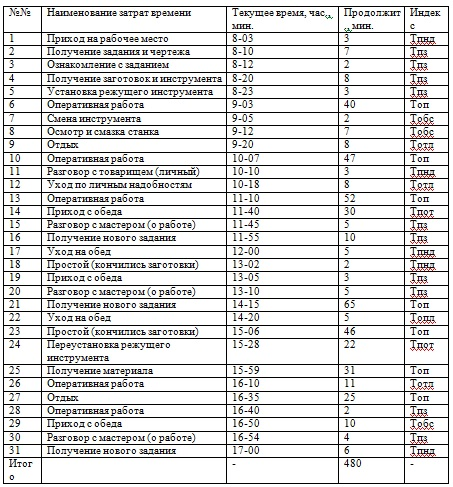 №№ Наименование затрат времени Текущее время, час, мин. Продолжит, мин. Индекс
1 Приход на рабочее место 8-03 3 Тпнд
2 Получение задания и чертежа 8-10 7 Тпз
3 Ознакомление с заданием 8-12 2 Тпз
4 Получение заготовок и инструмента 8-20 8 Тпз
5 Установка режущего инструмента 8-23 3 Тпз
6 Оперативная работа 9-03 40 Топ
7 Смена инструмента 9-05 2 Тобс
8 Осмотр и смазка станка 9-12 7 Тобс
9 Отдых 9-20 8 Тотл
10 Оперативная работа 10-07 47 Топ
11 Разговор с товарищем (личный) 10-10 3 Тпнд
12 Уход по личным надобностям 10-18 8 Тотл
13 Оперативная работа 11-10 52 Топ
14 Приход с обеда 11-40 30 Тпот
15 Разговор с мастером (о работе) 11-45 5 Тпз
16 Получение нового задания 11-55 10 Тпз
17 Уход на обед 12-00 5 Тпнд
18 Простой (кончились заготовки) 13-02 2 Тпнд
19 Приход с обеда 13-05 3 Тпз
20 Разговор с мастером (о работе) 13-10 5 Тпз
21 Получение нового задания 14-15 65 Топ
22 Уход на обед 14-20 5 Топл
23 Простой (кончились заготовки) 15-06 46 Топ
24 Переустановка режущего инструмента 15-28 22 Тпот
25 Получение материала 15-59 31 Топ
26 Оперативная работа 16-10 11 Тотл
27 Отдых 16-35 25 Топ
28 Оперативная работа 16-40 2 Тпз
29 Приход с обеда 16-50 10 Тобс
30 Разговор с мастером (о работе) 16-54 4 Тпз
31 Получение нового задания 17-00 6 Тпнд
Итого - 480 -